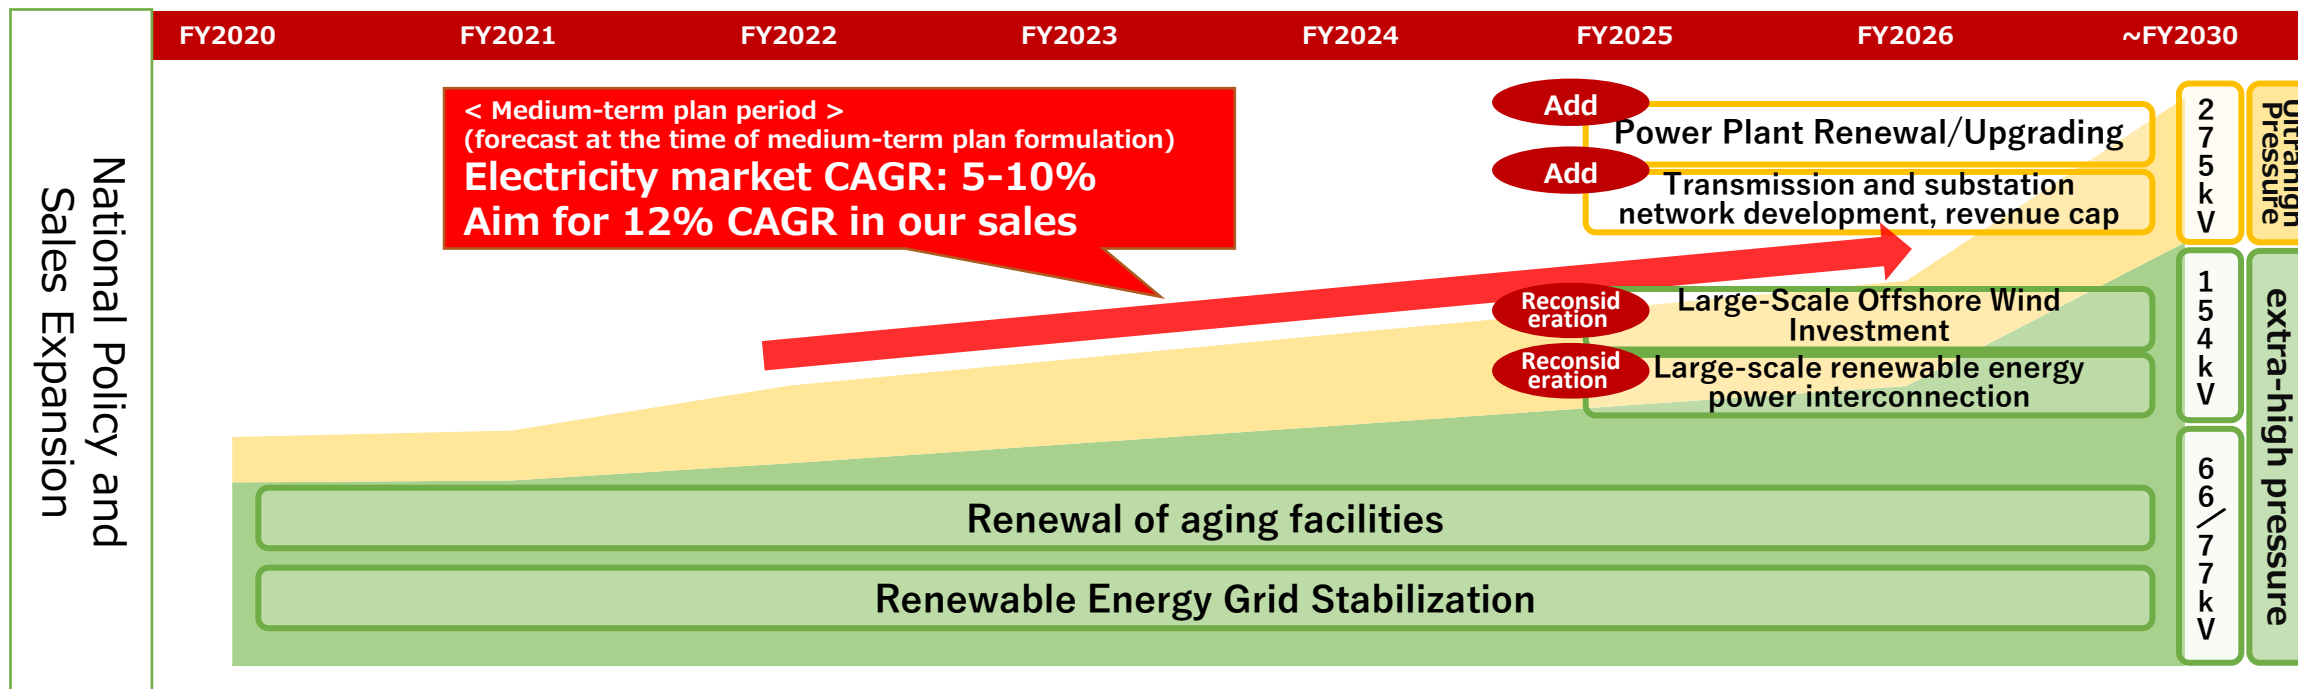 FY2020 FY2021 FY2022 FY2023 FY2024 FY2025 FY2026 ~FY2030
National Policy and
Sales Expansion
< Medium-term plan period >
(forecast at the time of medium-term plan formulation)
Electricity market CAGR: 5-10%
Aim for 12% CAGR in our sales
Add
Power Plant Renewal/Upgrading
Add
Transmission and substation
network development, revenue cap
Reconsid
eration
Large-Scale Offshore Wind
Investment
Reconsid
eration
Large-scale renewable energy
power interconnection
Renewal of aging facilities
Renewable Energy Grid Stabilization
275kV
154kV
66/77kV
Ultrahigh
Pressure
extra-high pressure